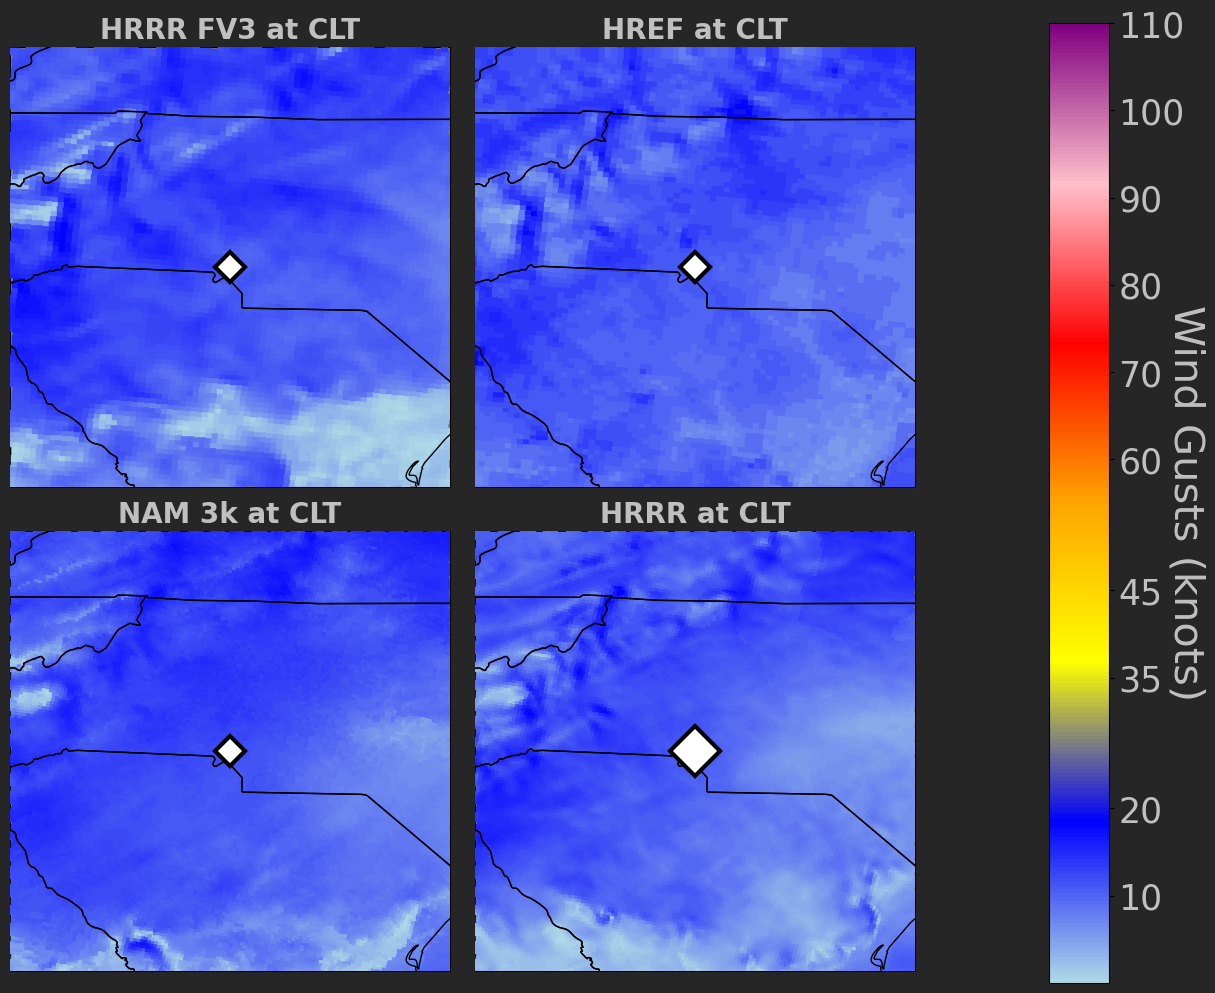 HRRR FV3 at CLT
HREF at CLT
NAM 3k at CLT
HRRR at CLT
110
100
90
80
70
60
45
35
20
10
Wind Gusts (knots)